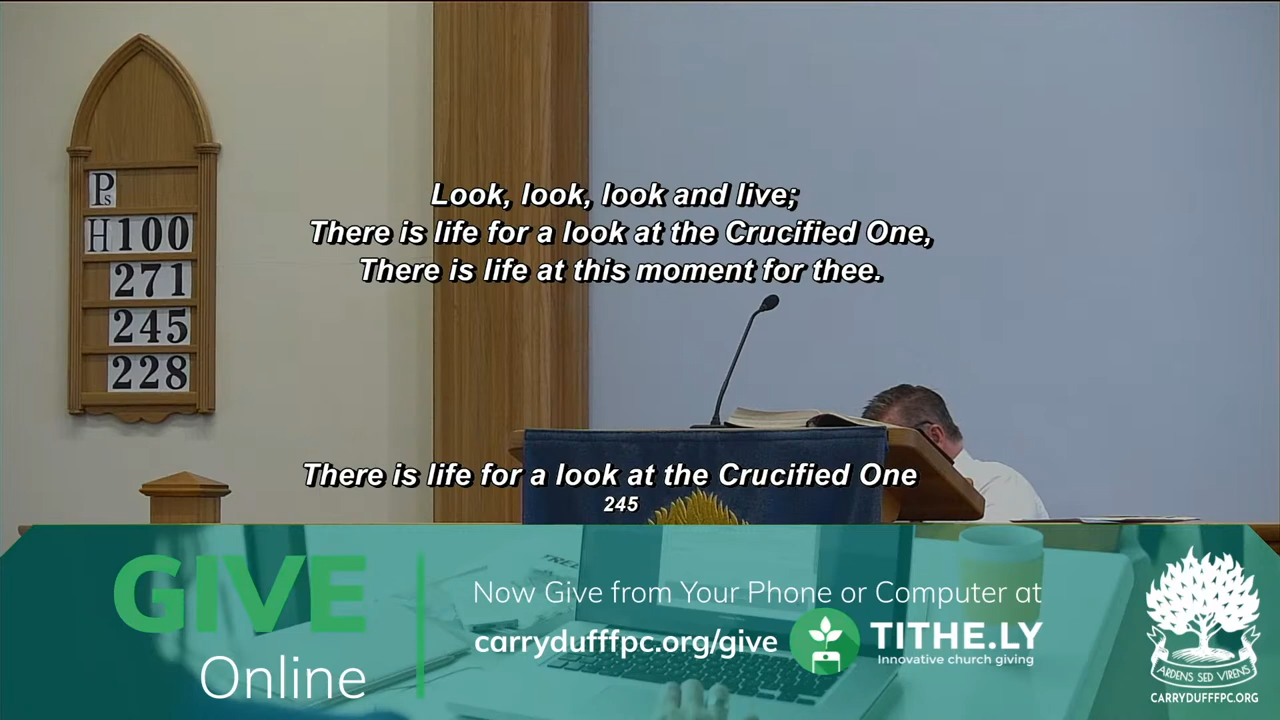 Ps
H100
271
245
228
Look, look, look and live;
There is life for a look at the Crucified One,
There is life at this moment for thee.
There is life for a look at the Crucified One
245
GIVE
Online
Now Give from Your Phone or Computer at
carrydufffpc.org/give
TITHE.LY
Innovative church giving
ARDENS SED VIRENS
CARRYDUFFFPC.ORG